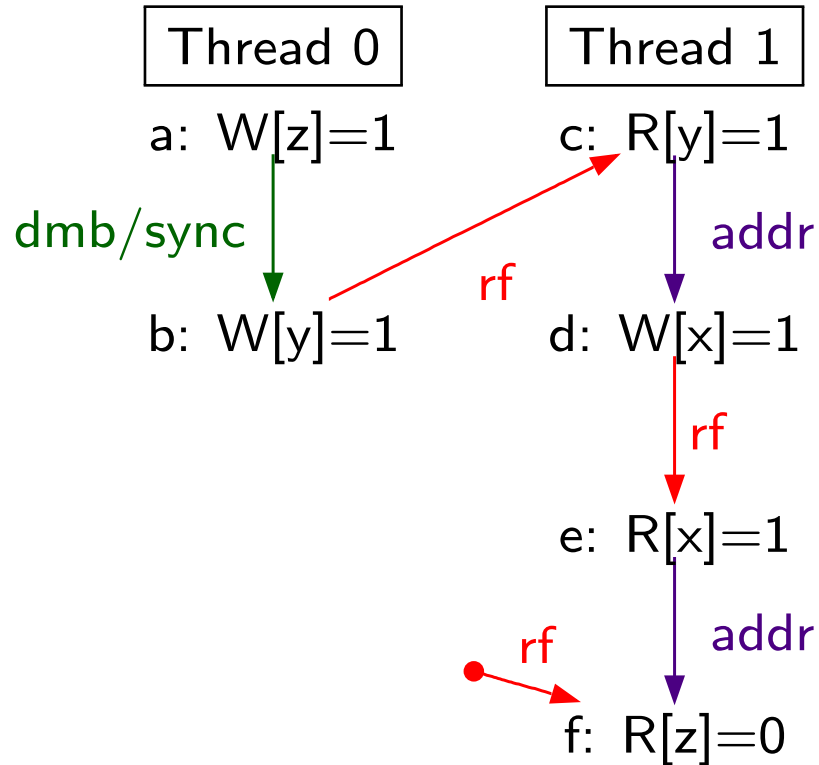 Thread 0
Thread 1
a: W[z]=1
c: R[y]=1
dmb/sync
addr
rf
b: W[y]=1
d: W[x]=1
rf
e: R[x]=1
addr
rf
f: R[z]=0